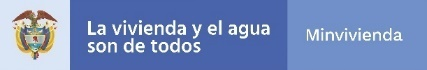 La vivienda y el agua
son de todos
Minvivienda